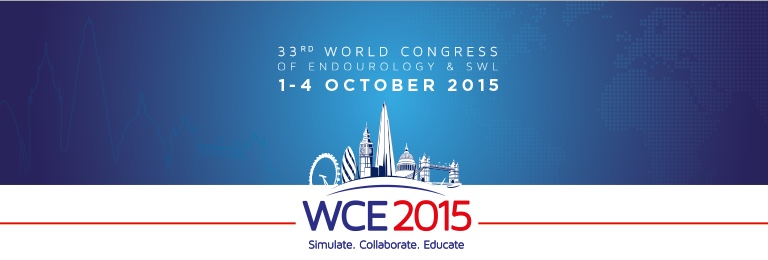 33RD WORLD CONGRESS
OF ENDOUROLOGY & SWL
1-4 OCTOBER 2015
WCE 2015
Simulate. Collaborate. Educate